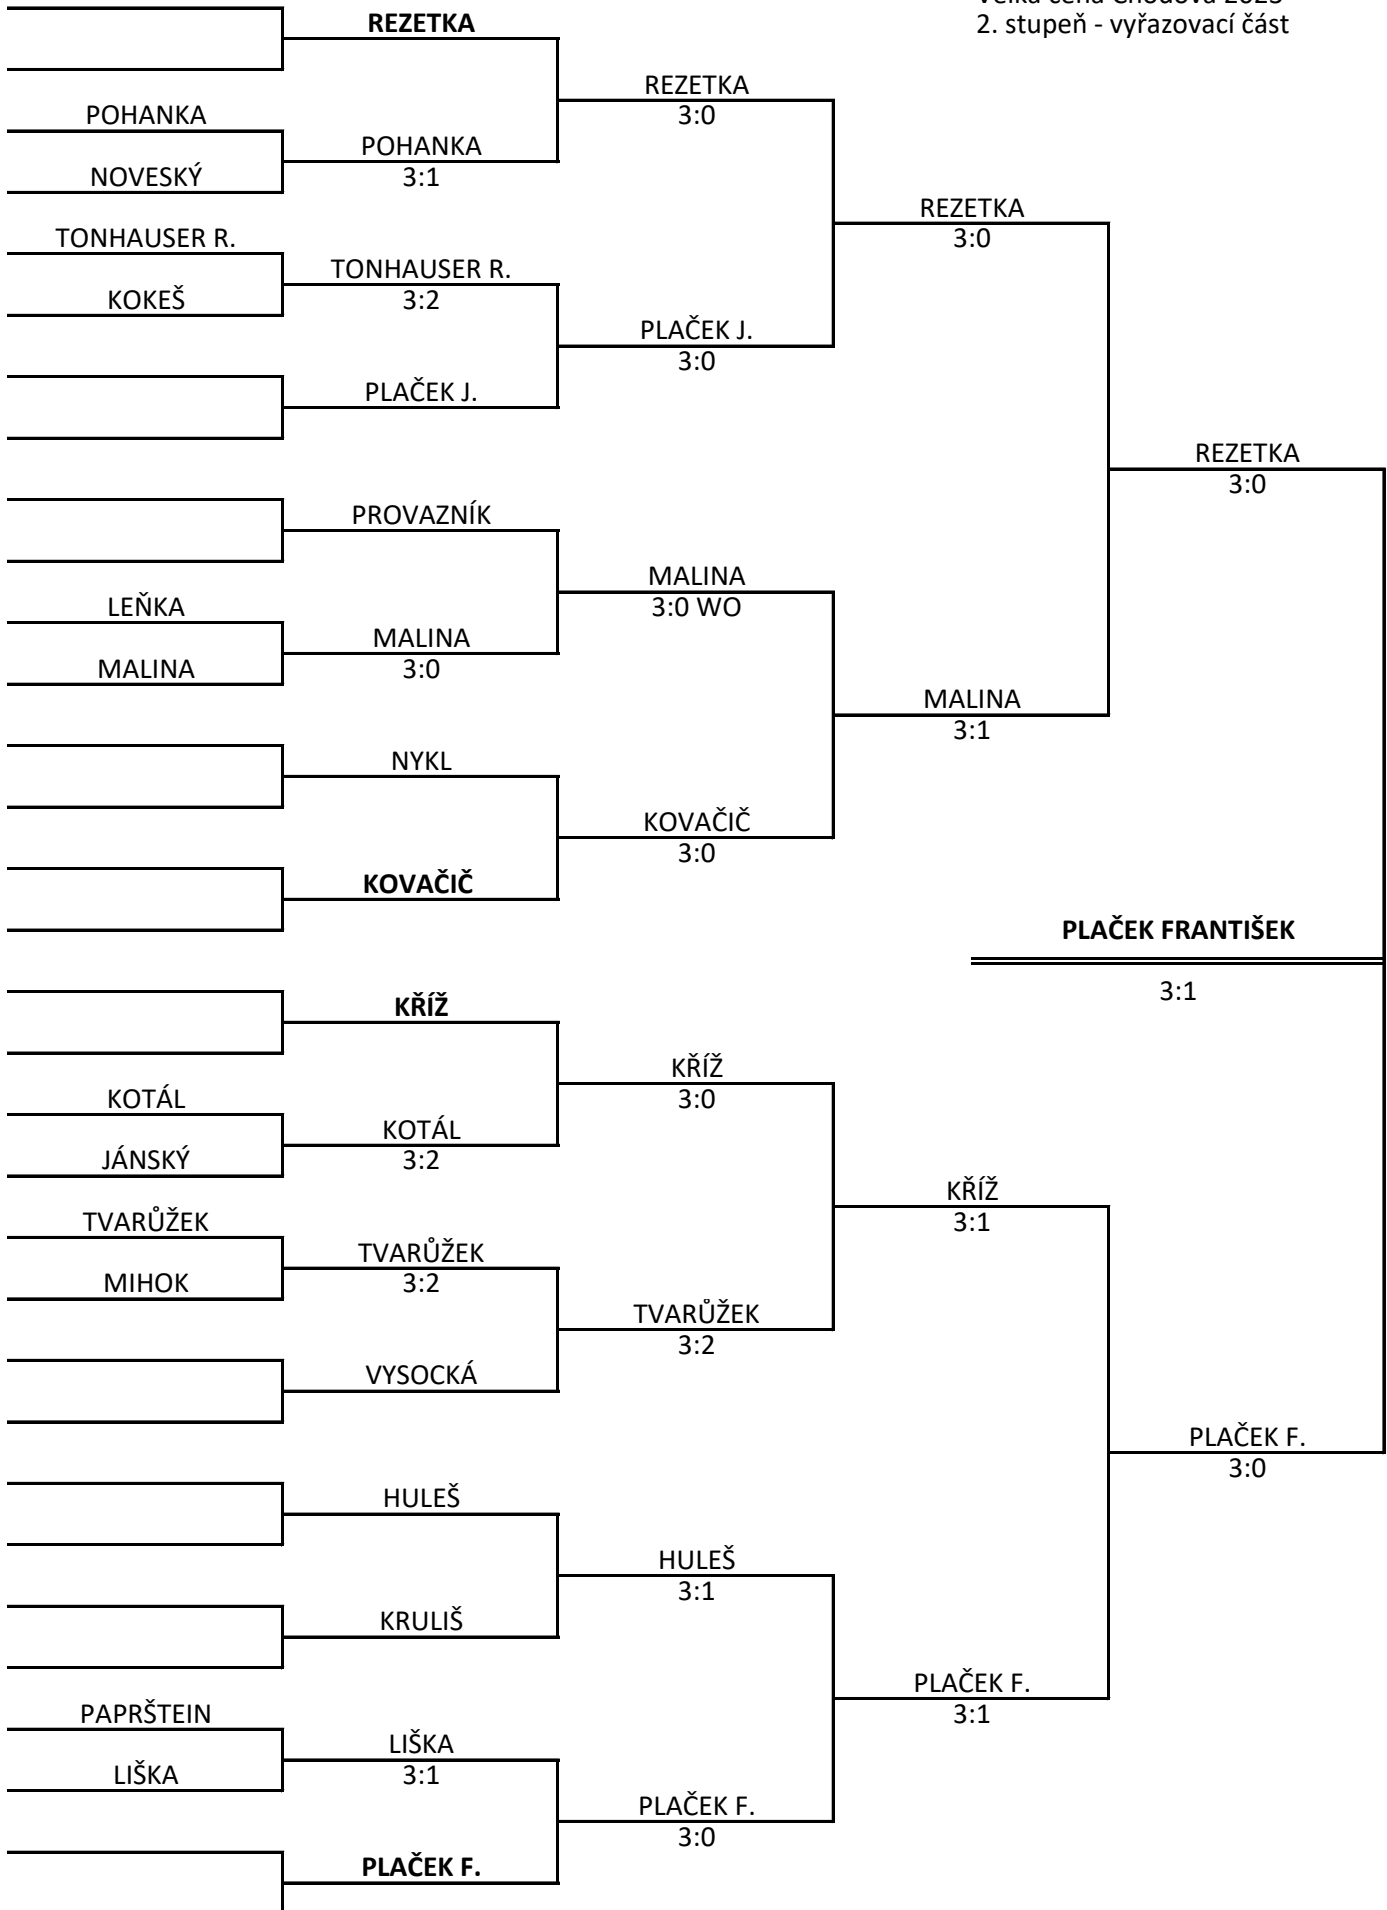 REZETKA
2. stupeň - vyřazovací část
REZETKA
3:0
POHANKA
POHANKA
3:1
NOVESKÝ
REZETKA
3:0
TONHAUSER R.
TONHAUSER R.
3:2
KOKEŠ
PLAČEK J.
3:0
PLAČEK J.
REZETKA
3:0
PROVAZNÍK
MALINA
3:0 WO
LEŇKA
MALINA
3:0
MALINA
MALINA
3:1
NYKL
KOVAČIČ
3:0
KOVAČIČ
PLAČEK FRANTIŠEK
3:1
KŘÍŽ
KŘÍŽ
3:0
KOTÁL
KOTÁL
3:2
JÁNSKÝ
KŘÍŽ
3:1
TVARŮŽEK
TVARŮŽEK
3:2
MIHOK
TVARŮŽEK
3:2
VYSOCKÁ
PLAČEK F.
3:0
HULEŠ
HULEŠ
3:1
KRULIŠ
PLAČEK F.
3:1
PAPRŠTEIN
LIŠKA
3:1
LIŠKA
PLAČEK F.
3:0
PLAČEK F.